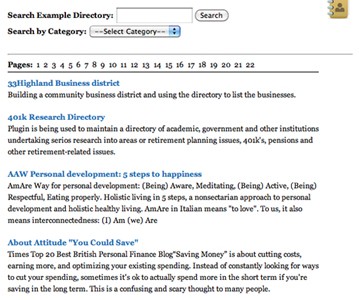 Search Example Directory: Search
Search by Category: --Select Category--
Pages: 1 2 3 4 5 6 7 8 9 10 11 12 13 14 15 16 17 18 19 20 21 22
33Highland Business district
Building a community business district and using the directory to list the businesses.
401k Research Directory
Plugin is being used to maintain a directory of academic, government and other institutions
undertaking serios research into areas or retirement planning issues, 401k's, pensions and
other retirement-related issues.
AAW Personal development: 5 steps to happiness
AmAre Way for personal development: (Being) Aware, Meditating, (Being) Active, (Being)
Respectful, Eating properly. Holistic living in 5 steps, a nonsectarian approach to personal
development and holistic healthy living. AmAre in Italian means "to love". To us, it also
means interconnectedness: (I) Am (we) Are
About Attitude "You Could Save"
Times Top 20 Best British Personal Finance Blog“Saving Money” is about cutting costs,
earning more, and optimizing your existing spending. Instead of constantly looking for ways
to cut your spending, sometimes it's ok to actually spend more in the short term if you're
saving in the long term. This is a confusing and scary thought to many people.